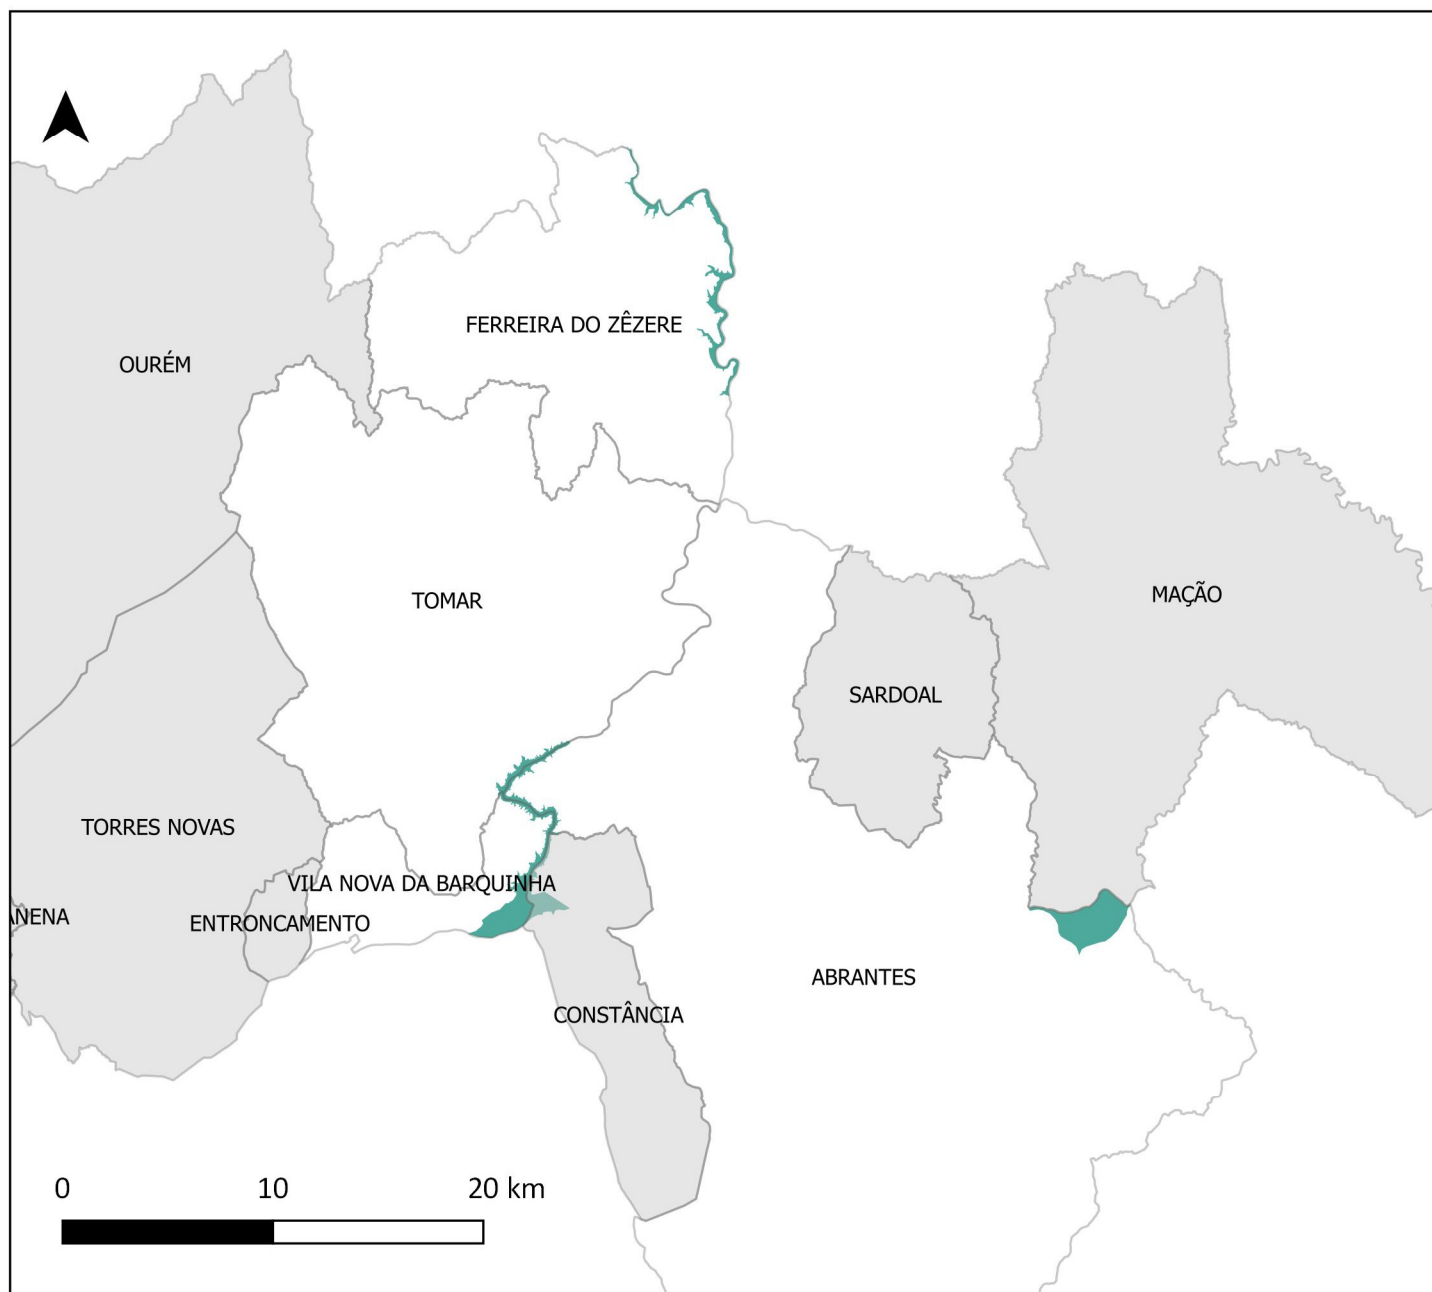 FERREIRA DO ZÊZERE
OURÉM
TOMAR
MAÇÃO
SARDOAL
TORRES NOVAS
VILA NOVA DA BARQUINHA
ANENA
ENTRONCAMENTO
ABRANTES
CONSTÂNCIA
0 10 20 km